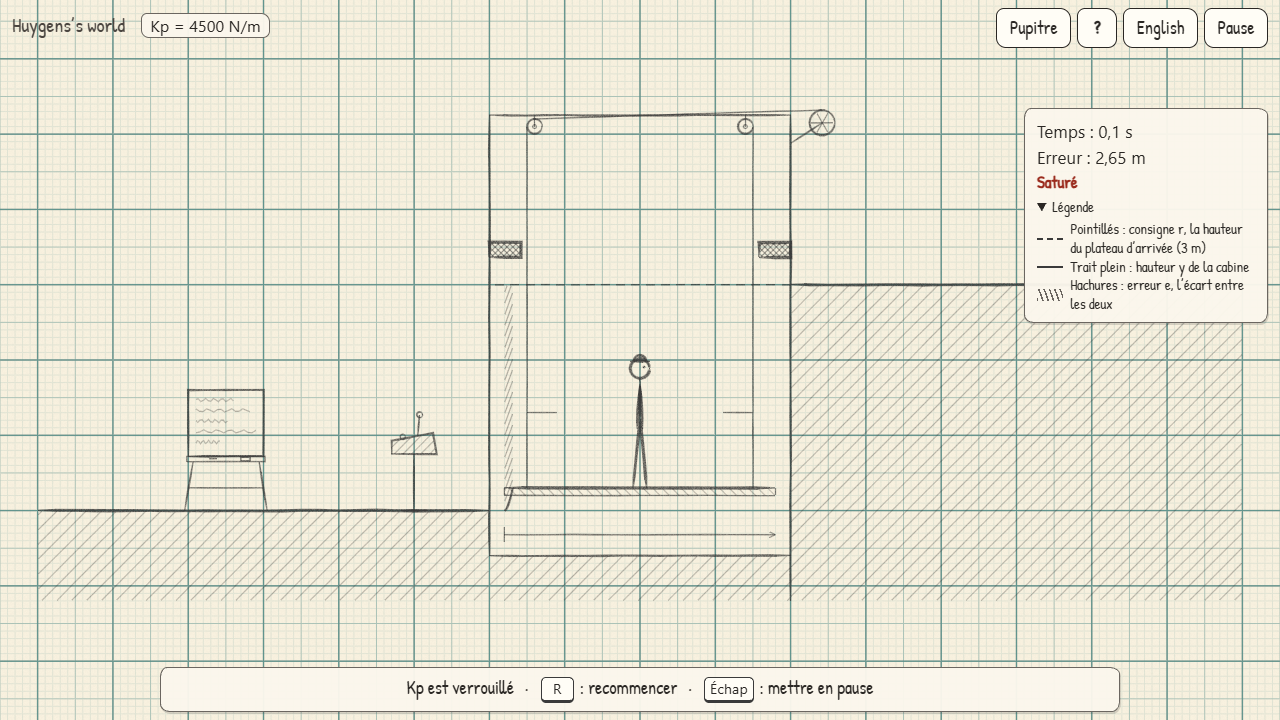 Huygens's world
Kp = 4500 N/m
Pupitre
?
English
Pause
Temps : 0,1 s
Erreur : 2,65 m
Saturé
▼ Légende
Pointillés : consigne r, la hauteur
du plateau d'arrivée (3 m)
Trait plein : hauteur y de la cabine
Hachures : erreur e, l'écart entre
les deux
Kp est verrouillé · R : recommencer · Échap : mettre en pause